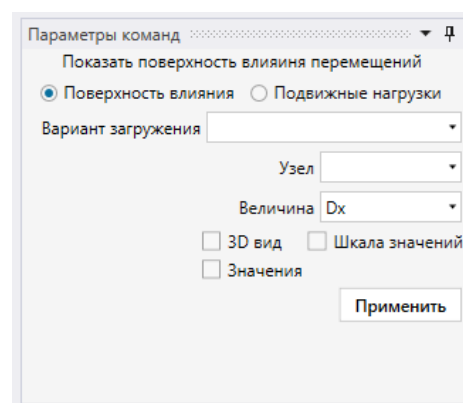 Параметры команд
Показать поверхность влияиня перемещений
Поверхность влияния Подвижные нагрузки
Вариант загружения
Узел
Величина Dx
3D вид Шкала значений
Значения
Применить